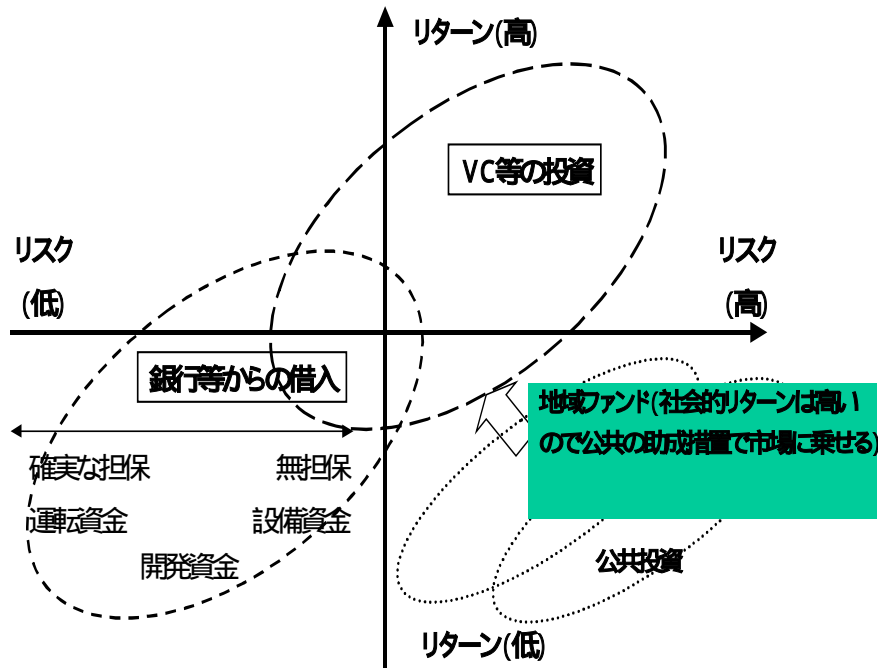 リターン(高)
VC等の投資
リスク
(低)
リスク
(高)
銀行等からの借入
地域ファンド(社会的リターンは高い
ので公共の助成措置で市場に乗せる)
確実な担保
無担保
運転資金
設備資金
開発資金
公共投資
リターン(低)